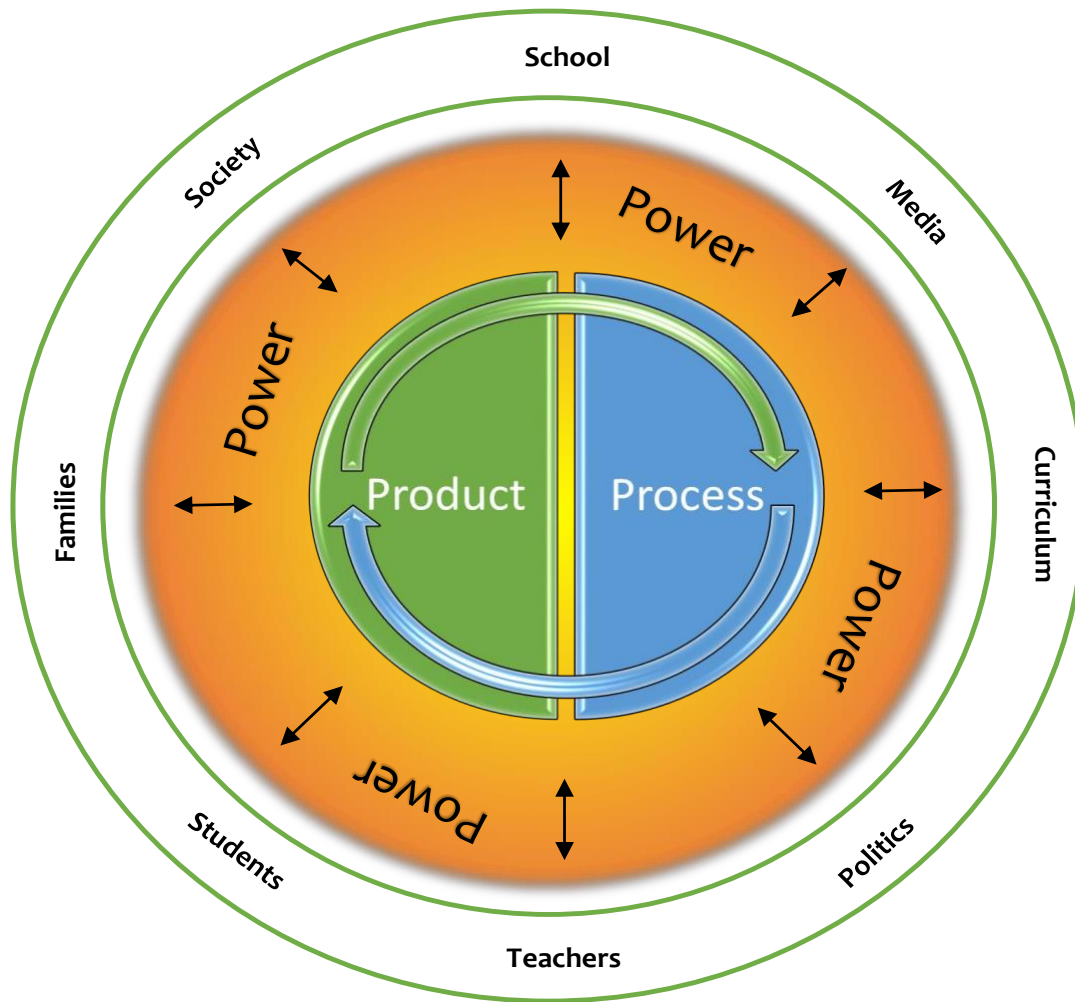 School
Society
Media
Power
Power
Families
Product
Process
Curriculum
Power
Power
Students
Politics
Teachers